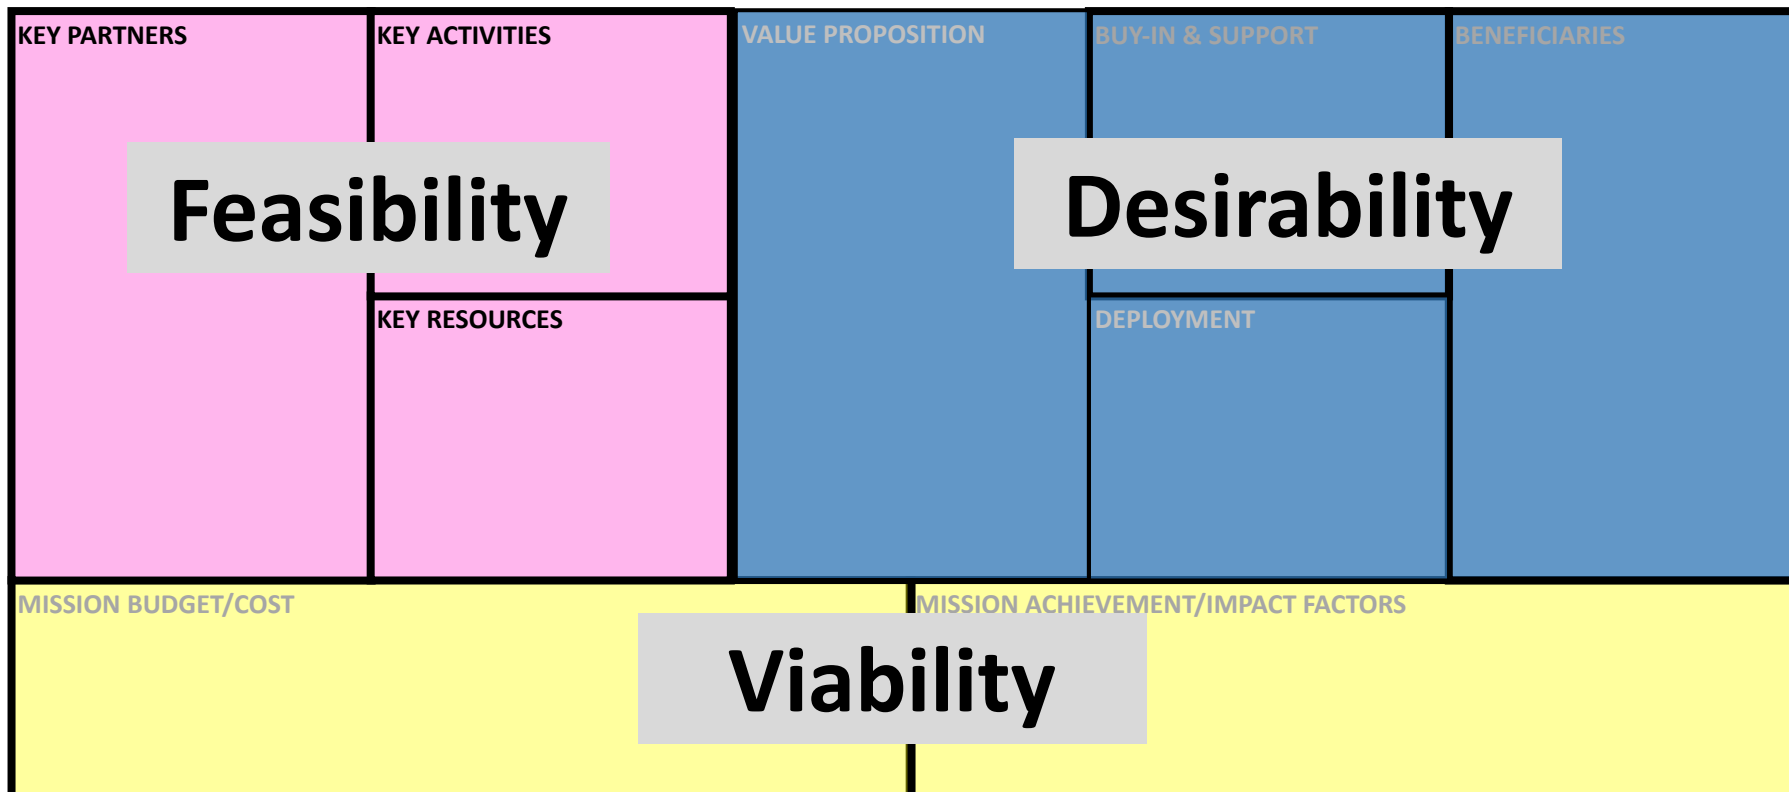 KEY PARTNERS
KEY ACTIVITIES
VALUE PROPOSITION
BUY-IN & SUPPORT
BENEFICIARIES
Feasibility
Desirability
KEY RESOURCES
DEPLOYMENT
MISSION BUDGET/COST
MISSION ACHIEVEMENT/IMPACT FACTORS
Viability